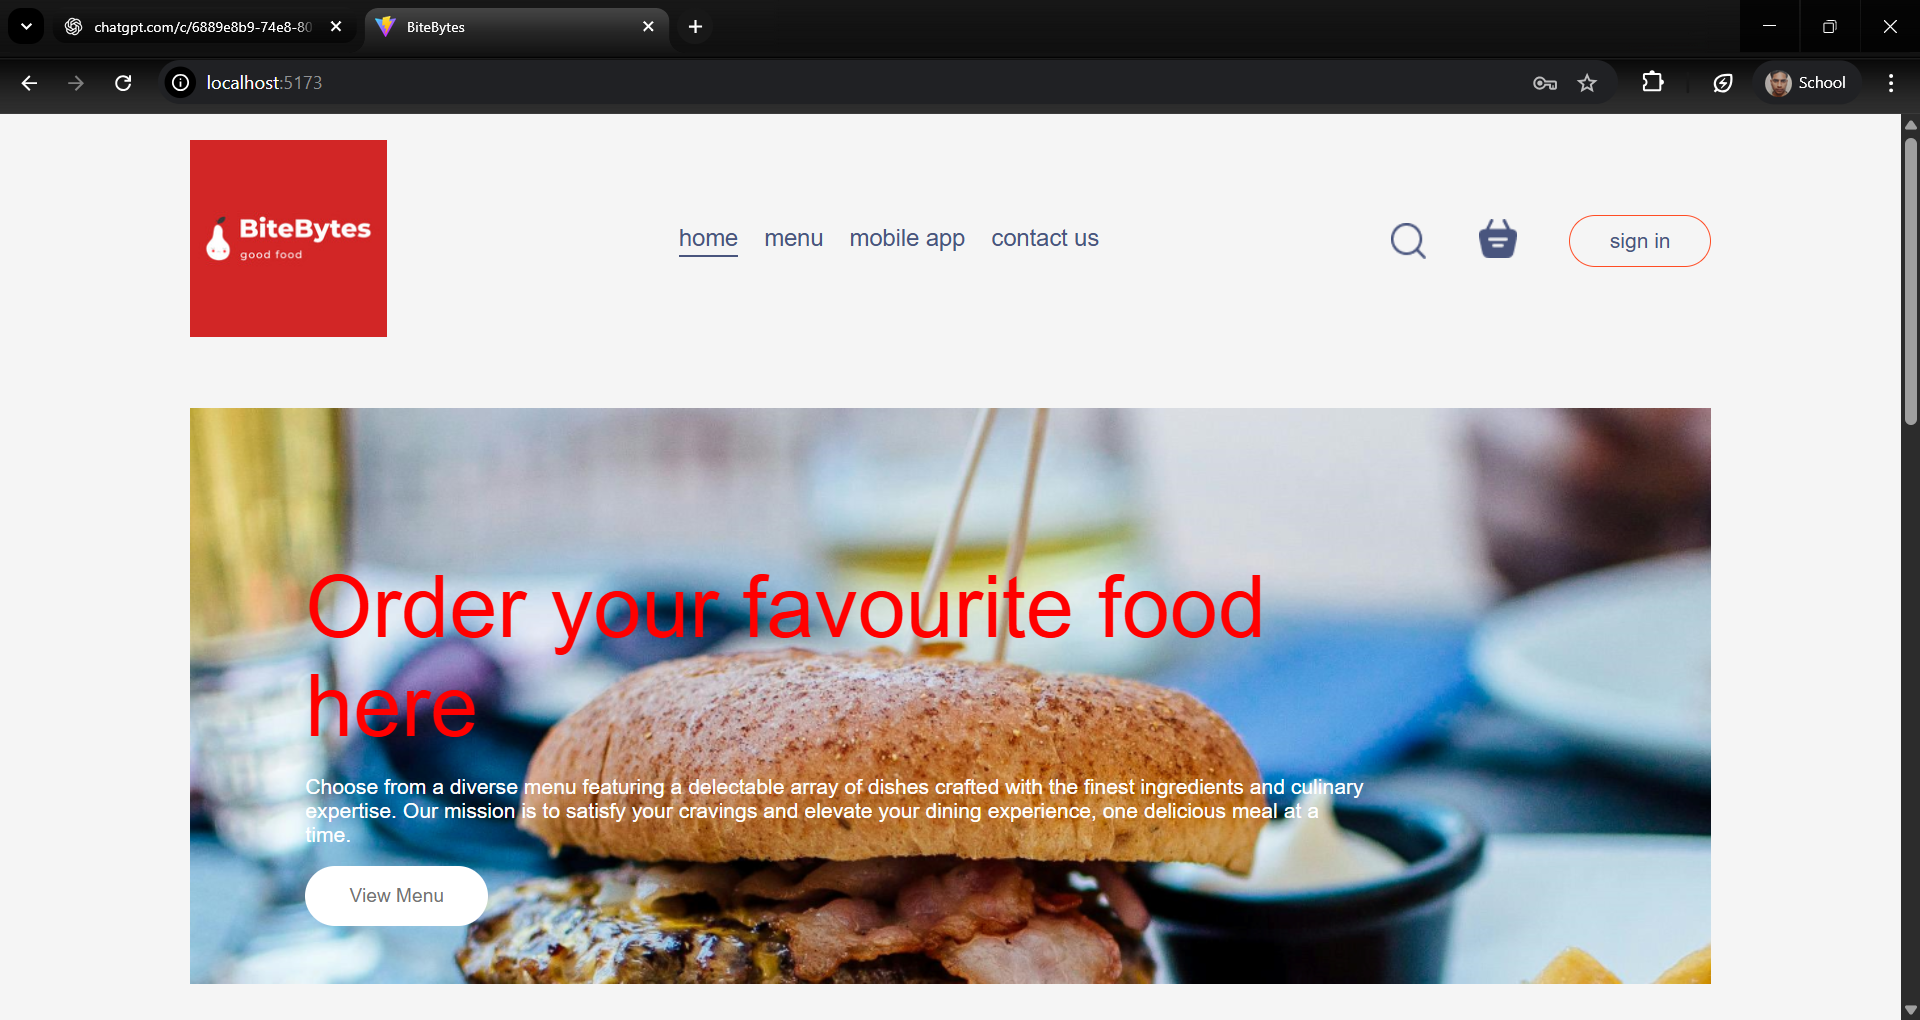 chatgpt.com/c/6889e8b9-74e8-80
BiteBytes
localhost:5173
School
BiteBytes
good food
home menu mobile app contact us
sign in
Order your favourite food
here
Choose from a diverse menu featuring a delectable array of dishes crafted with the finest ingredients and culinary
expertise. Our mission is to satisfy your cravings and elevate your dining experience, one delicious meal at a
time.
View Menu